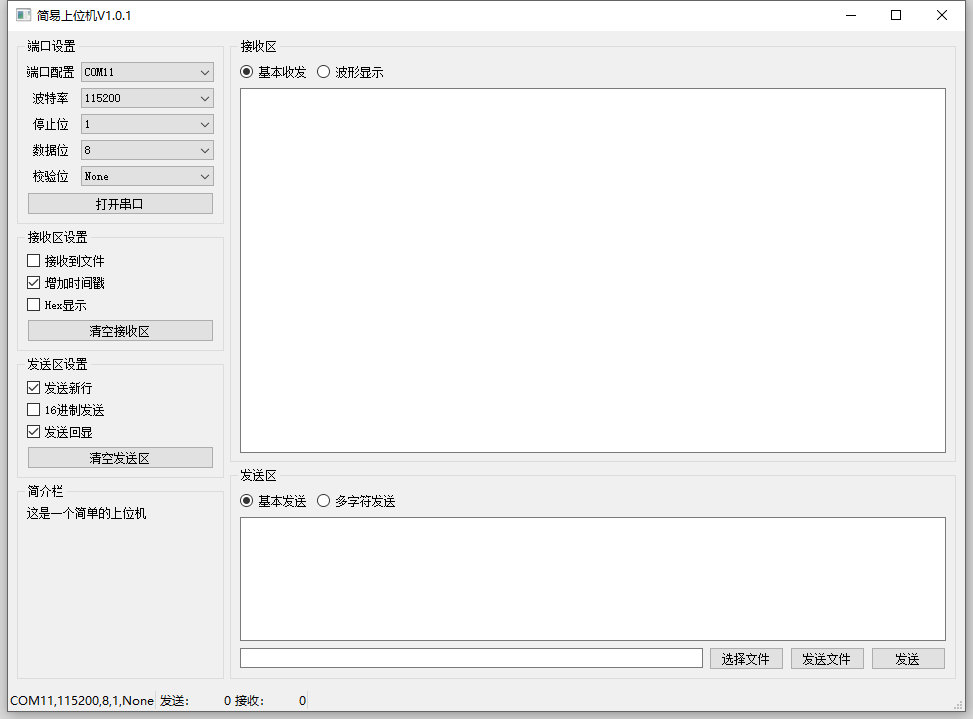 简易上位机V1.0.1
端口设置
端口配置 COM11
波特率 115200
停止位 1
数据位 8
校验位 None
打开串口
接收区设置
接收到文件
增加时间戳
Hex显示
清空接收区
发送区设置
发送新行
16进制发送
发送回显
清空发送区
简介栏
这是一个简单的上位机
接收区
基本收发 波形显示
发送区
基本发送 多字符发送
选择文件 发送文件 发送
COM11,115200,8,1,None 发送: 0 接收: 0